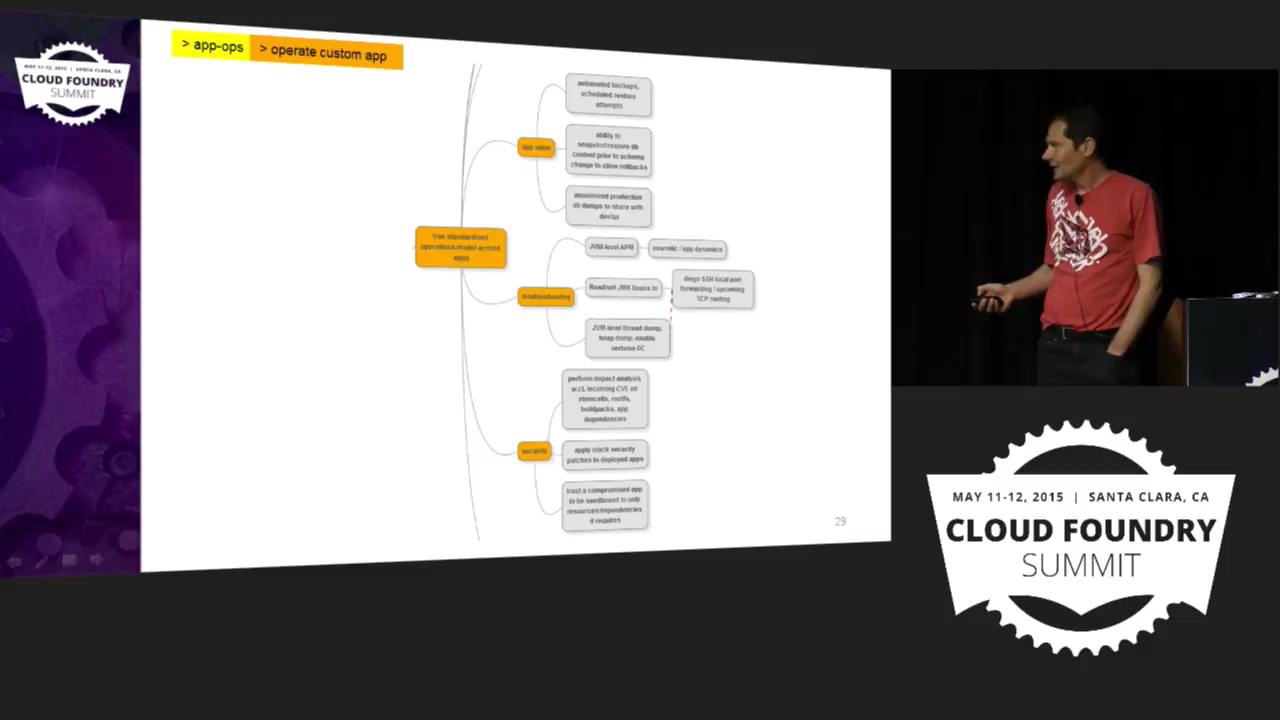 MAY 11-12, 2015 | SANTA CLARA, CA
CLOUD FOUNDRY
SUMMIT
> app-ops > operate custom app
automated backups,
scheduled restore
attempts
app state
ability to
snapshot/restore db
content prior to schema
change to allow rollbacks
anonimized production
db dumps to share with
devops
Use standardized
operations model across
apps
JVM-level APM
newrelic / app dynamics
troubleshooting
Read/set JMX beans to
diego SSH local port
forwarding / upcoming
TCP routing
JVM-level thread dump,
heap dump, enable
verbose GC
perform impact analysis
w.r.t. incoming CVE on
stemcells, rootfs,
buildpacks, app
dependencies
security
apply stack security
patches to deployed apps
trust a compromised app
to be sandboxed to only
resources/dependencies
it requires
29
MAY 11-12, 2015 | SANTA CLARA, CA
CLOUD FOUNDRY
SUMMIT